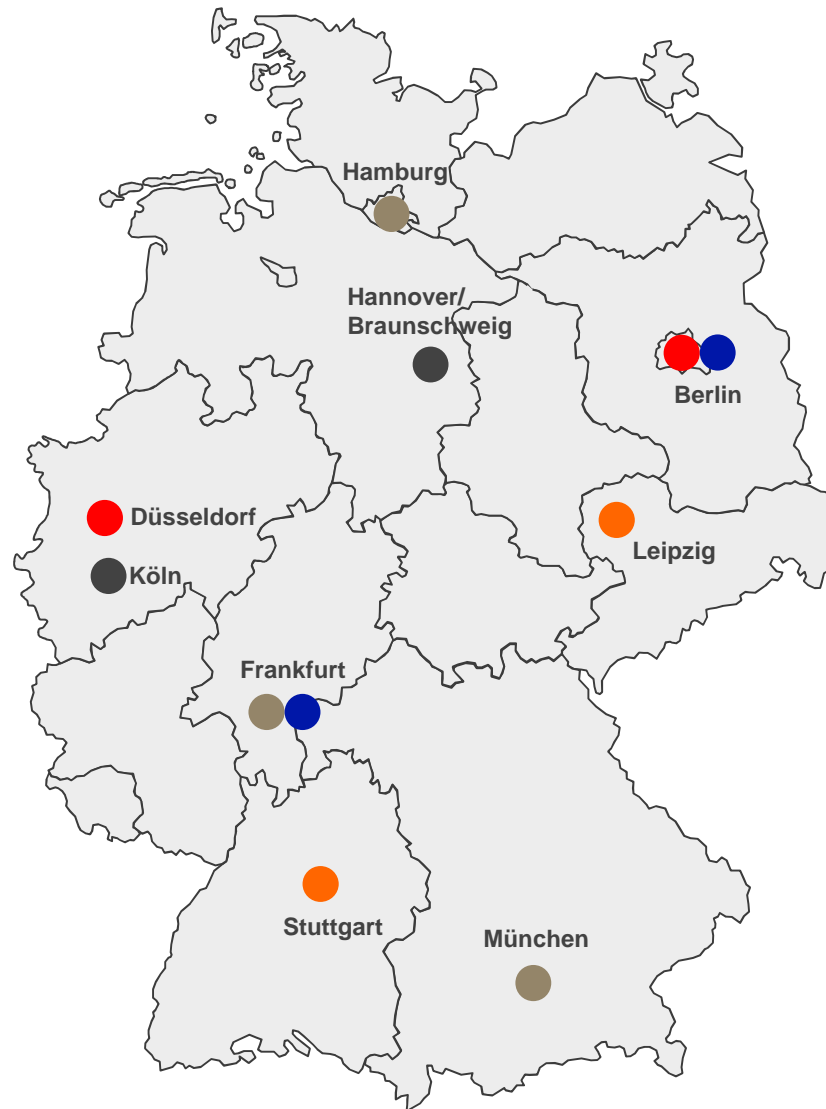 Hamburg
Hannover/
Braunschweig
Berlin
Düsseldorf
Leipzig
Köln
Frankfurt
Stuttgart
München